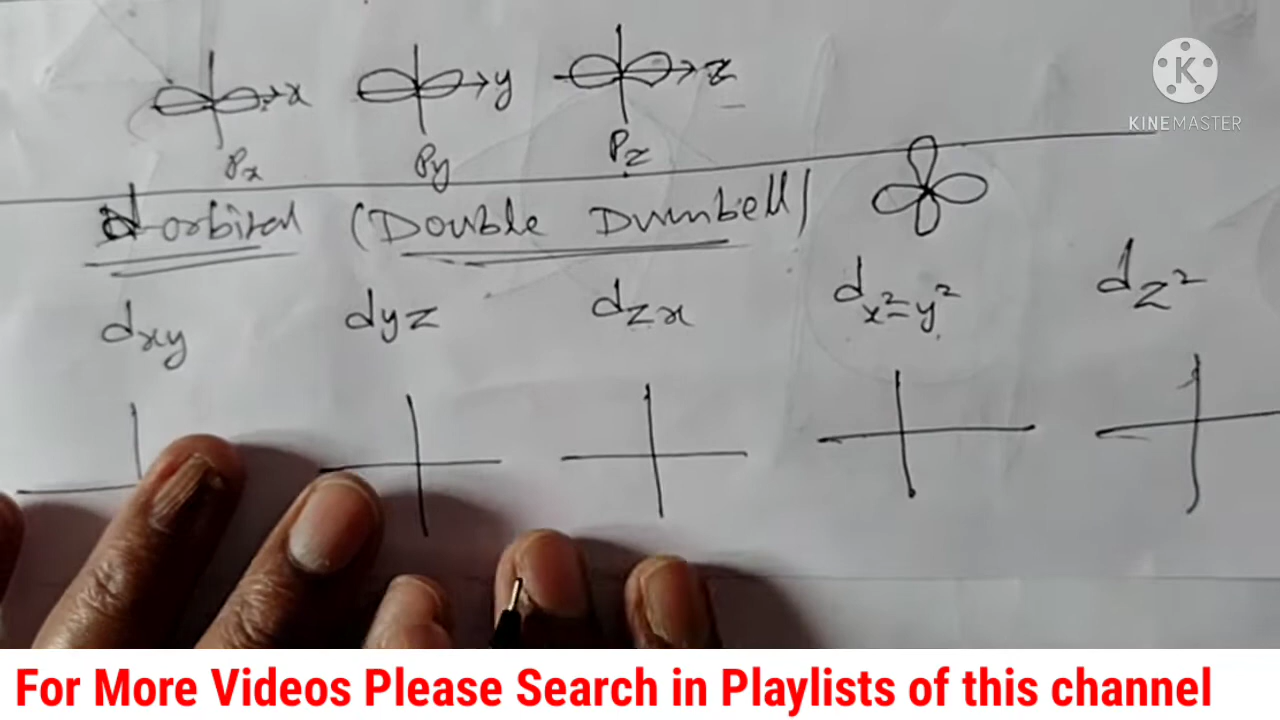 →x →y →z
Px Py Pz
K
KINEMASTER
d-orbital (Double Dumbell)
dxy dyz dzx dx²=y² dz²
For More Videos Please Search in Playlists of this channel